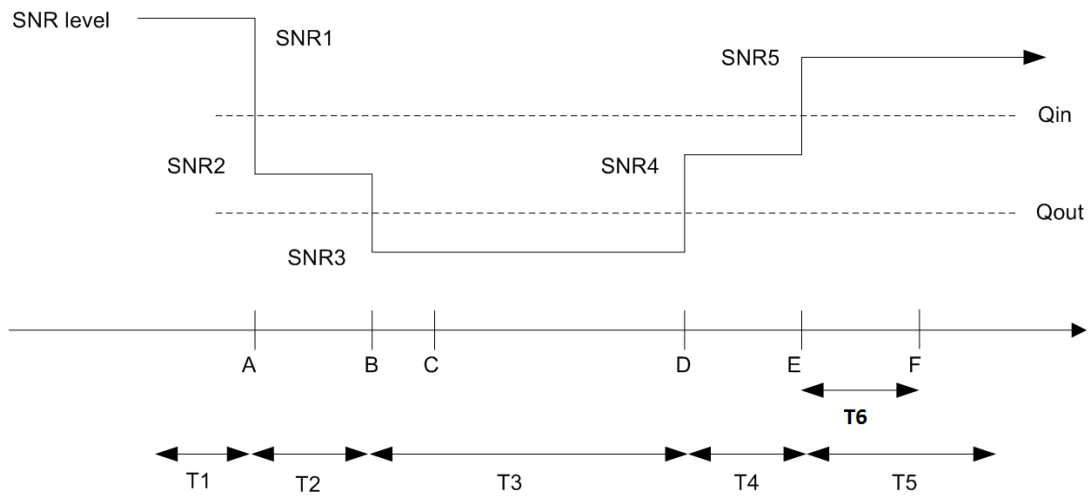 SNR level
SNR1
SNR5
Qin
SNR2
SNR4
Qout
SNR3
A B C D E F
T6
T1 T2 T3 T4 T5